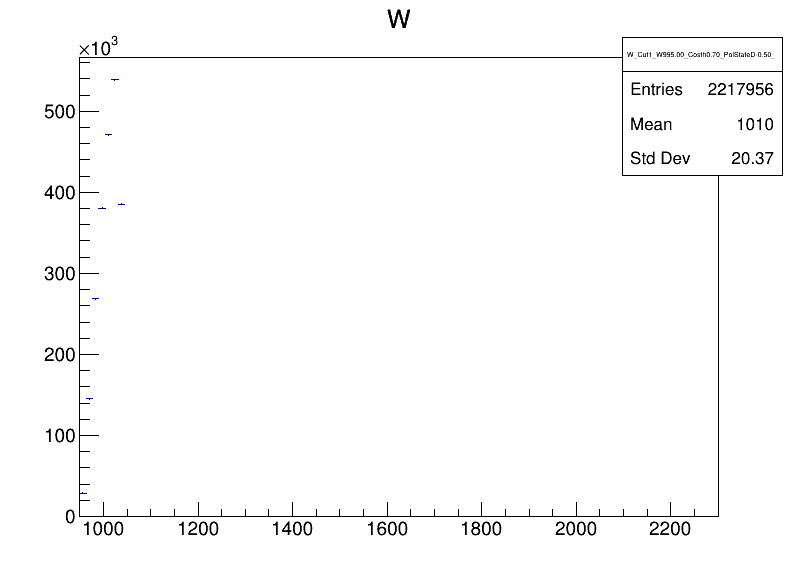 W
×10³
W_Cut1_W995.00_Costh0.70_PolStateD-0.50_
Entries 2217956
Mean 1010
Std Dev 20.37
500
400
300
200
100
0
1000 1200 1400 1600 1800 2000 2200